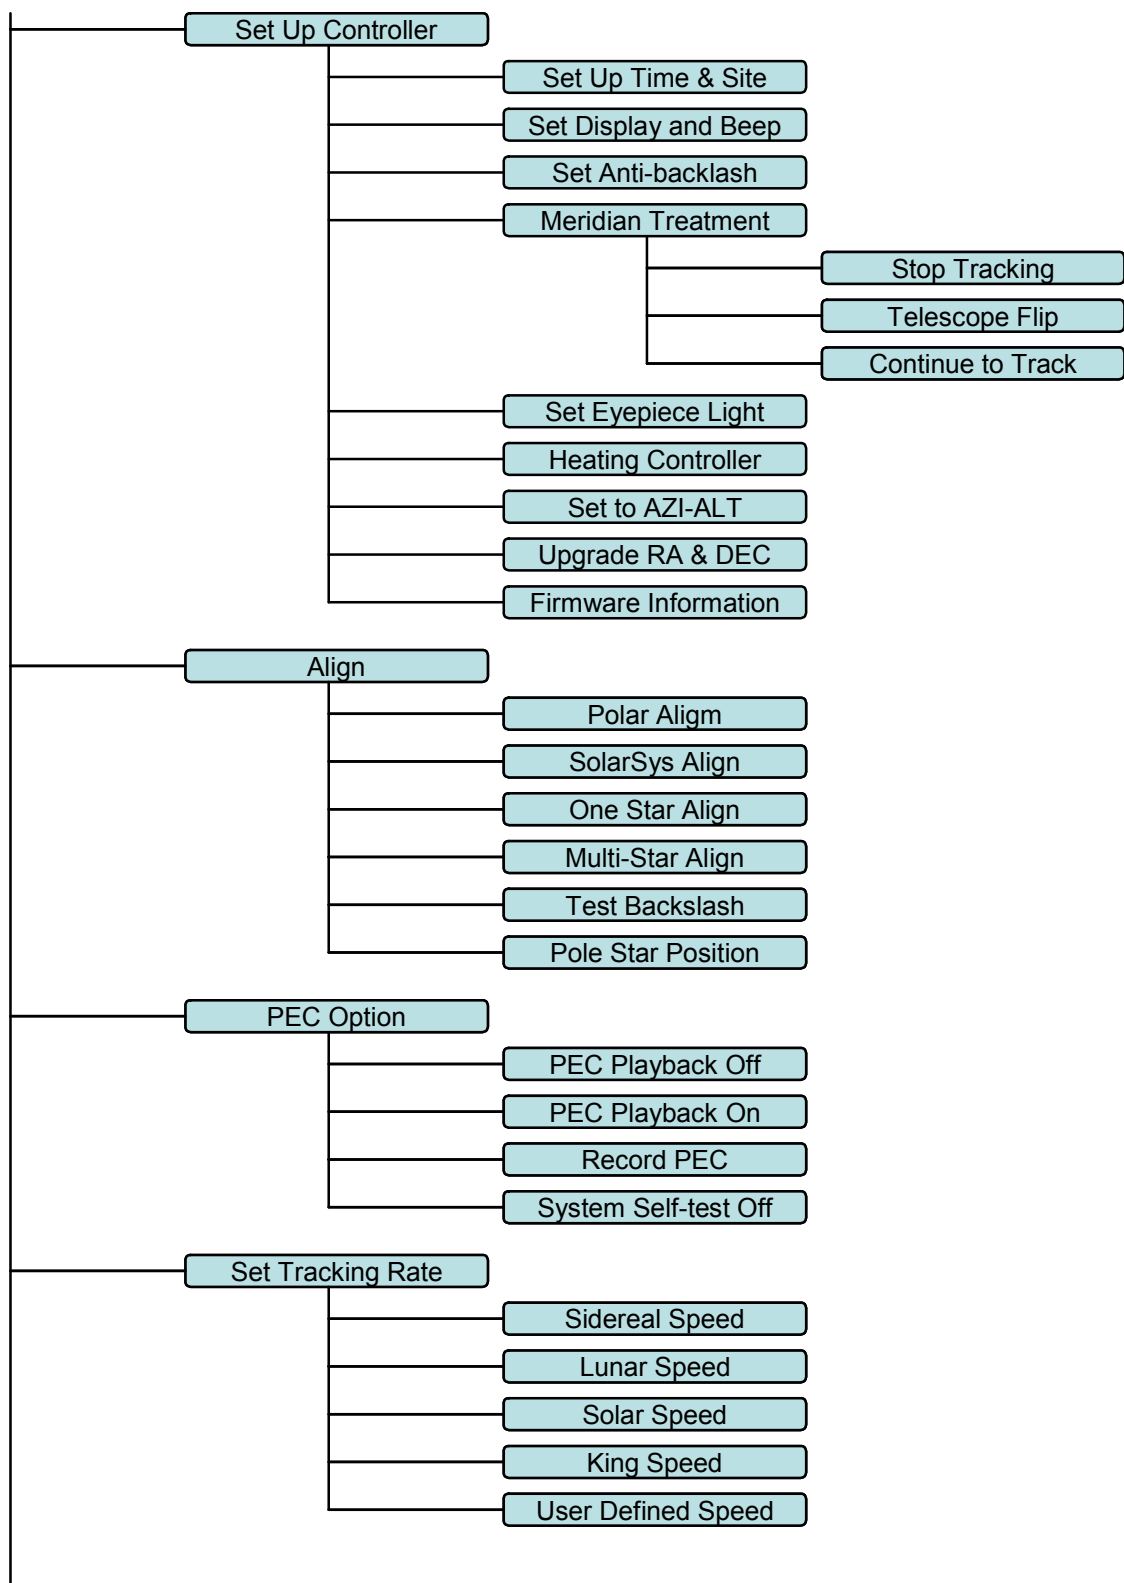 Set Up Controller
Set Up Time & Site
Set Display and Beep
Set Anti-backlash
Meridian Treatment
Stop Tracking
Telescope Flip
Continue to Track
Set Eyepiece Light
Heating Controller
Set to AZI-ALT
Upgrade RA & DEC
Firmware Information
Align
Polar Aligm
SolarSys Align
One Star Align
Multi-Star Align
Test Backslash
Pole Star Position
PEC Option
PEC Playback Off
PEC Playback On
Record PEC
System Self-test Off
Set Tracking Rate
Sidereal Speed
Lunar Speed
Solar Speed
King Speed
User Defined Speed